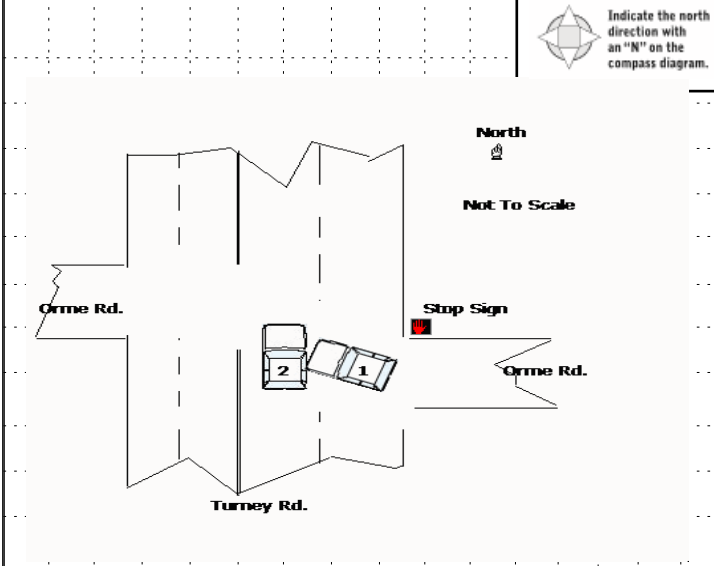 Indicate the north
direction with
an "N" on the
compass diagram.
North
Not To Scale
Orme Rd.
Stop Sign
2
1
Orme Rd.
Turney Rd.